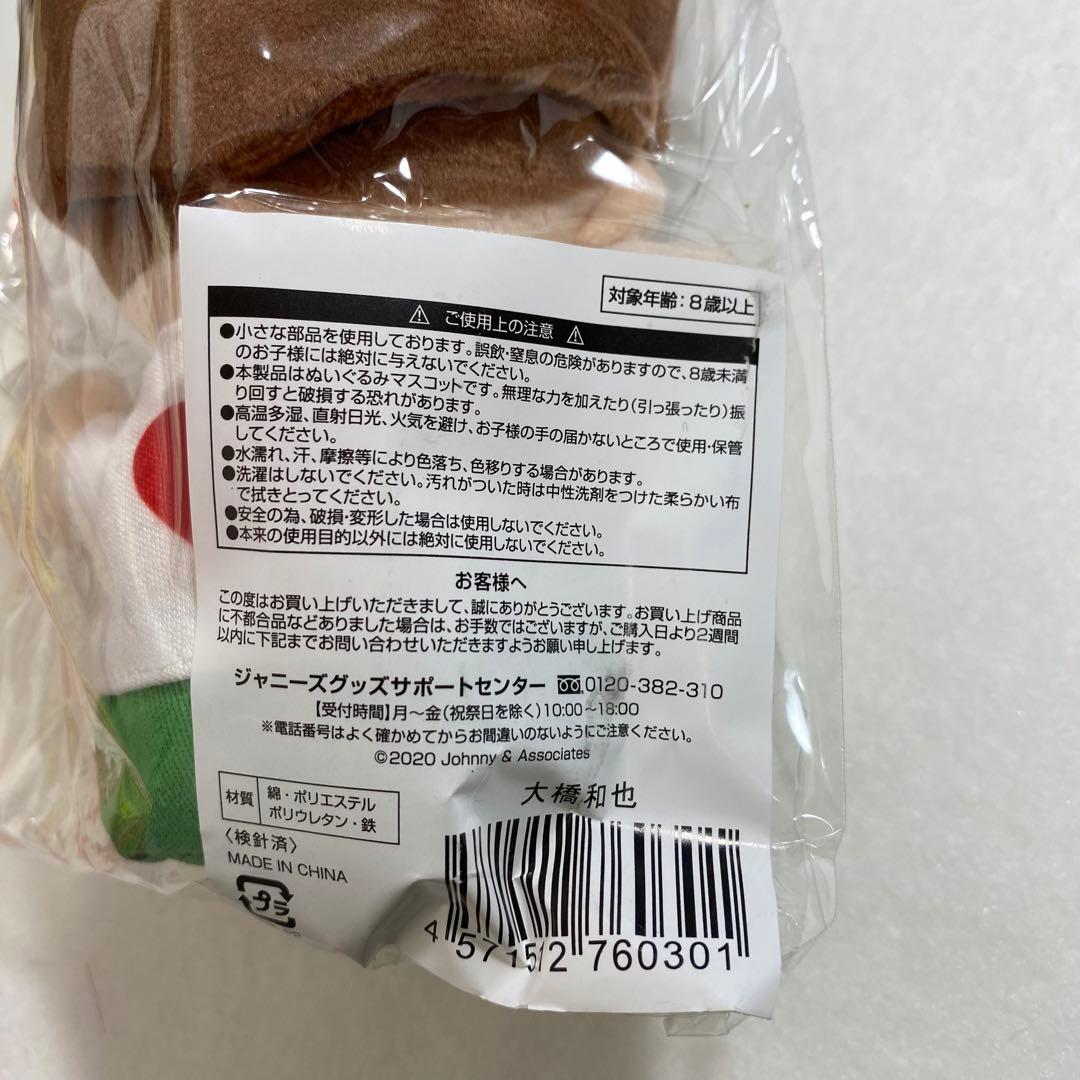 対象年齢:8歳以上
ご使用上の注意
●小さな部品を使用しております。誤飲・窒息の危険がありますので、8歳未満
のお子様には絶対に与えないでください。
●本製品はぬいぐるみマスコットです。無理な力を加えたり(引っ張ったり)振
り回すと破損する恐れがあります。
●高温多湿、直射日光、火気を避け、お子様の手の届かないところで使用・保管
してください。
●水濡れ、汗、摩擦等により色落ち、色移りする場合があります。
●洗濯はしないでください。汚れがついた時は中性洗剤をつけた柔らかい布
で拭きとってください。
●安全の為、破損・変形した場合は使用しないでください。
●本来の使用目的以外には絶対に使用しないでください。
お客様へ
この度はお買い上げいただきまして、誠にありがとうございます。お買い上げ商品
に不都合品などありました場合は、お手数ではございますが、ご購入日より2週間
以内に下記までお問い合わせいただきますようお願い申し上げます。
ジャニーズグッズサポートセンター 0120-382-310
【受付時間】月〜金(祝祭日を除く)10:00〜18:00
※電話番号はよく確かめてからお間違いのないようにご注意ください。
©2020 Johnny & Associates
大橋和也
材質 綿・ポリエステル
ポリウレタン・鉄
〈検針済〉
MADE IN CHINA
プラ
4 571512 760301